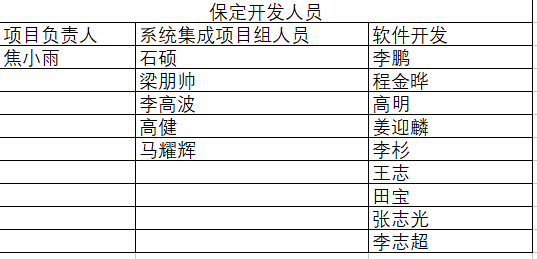 保定开发人员
项目负责人 系统集成项目组人员 软件开发
焦小雨 石硕 李鹏
梁朋帅 程金晔
李高波 高明
高健 姜迎麟
马耀辉 李杉
王志
田宝
张志光
李志超